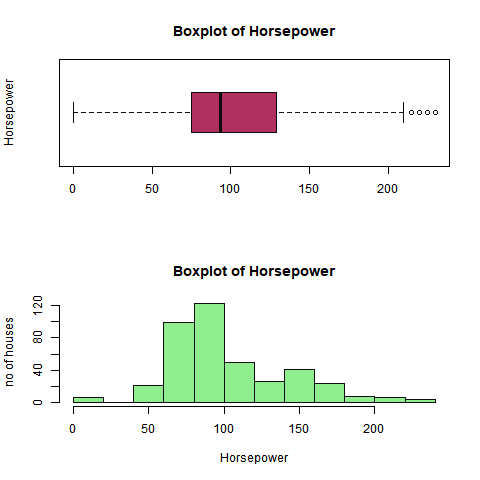 Boxplot of Horsepower
Horsepower
0 50 100 150 200
Boxplot of Horsepower
no of houses
120
80
40
0
0 50 100 150 200
Horsepower